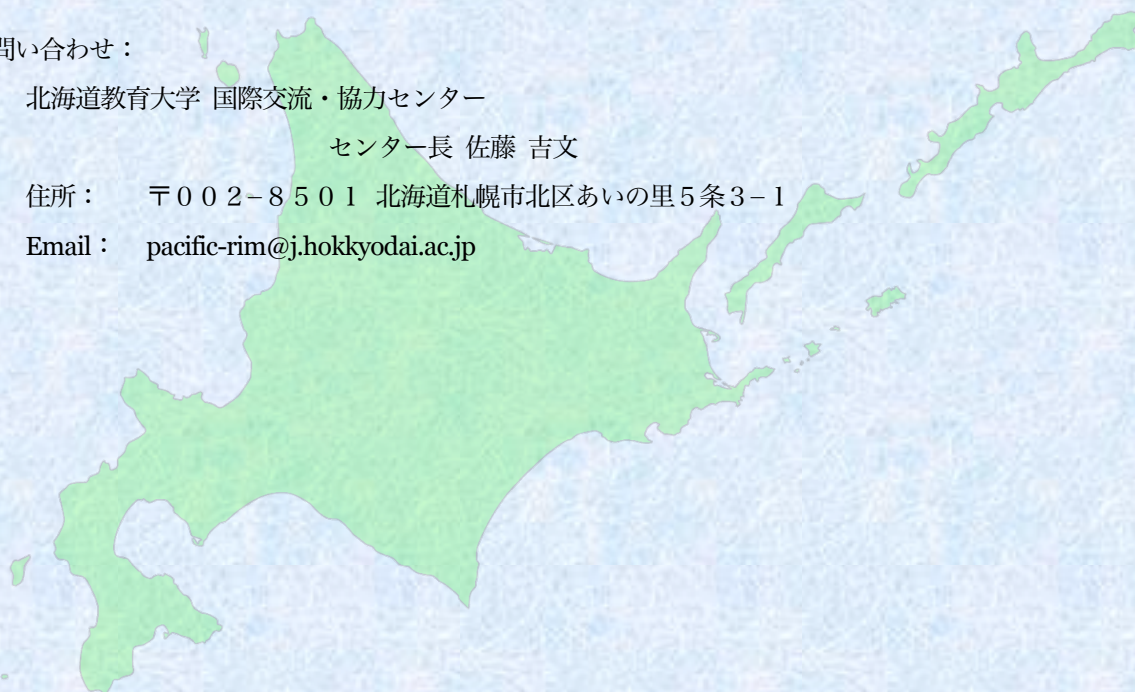 問い合わせ：
北海道教育大学 国際交流・協力センター
センター長 佐藤 吉文
住所： 〒００２−８５０１ 北海道札幌市北区あいの里５条３−１
Email： pacific-rim@j.hokkyodai.ac.jp